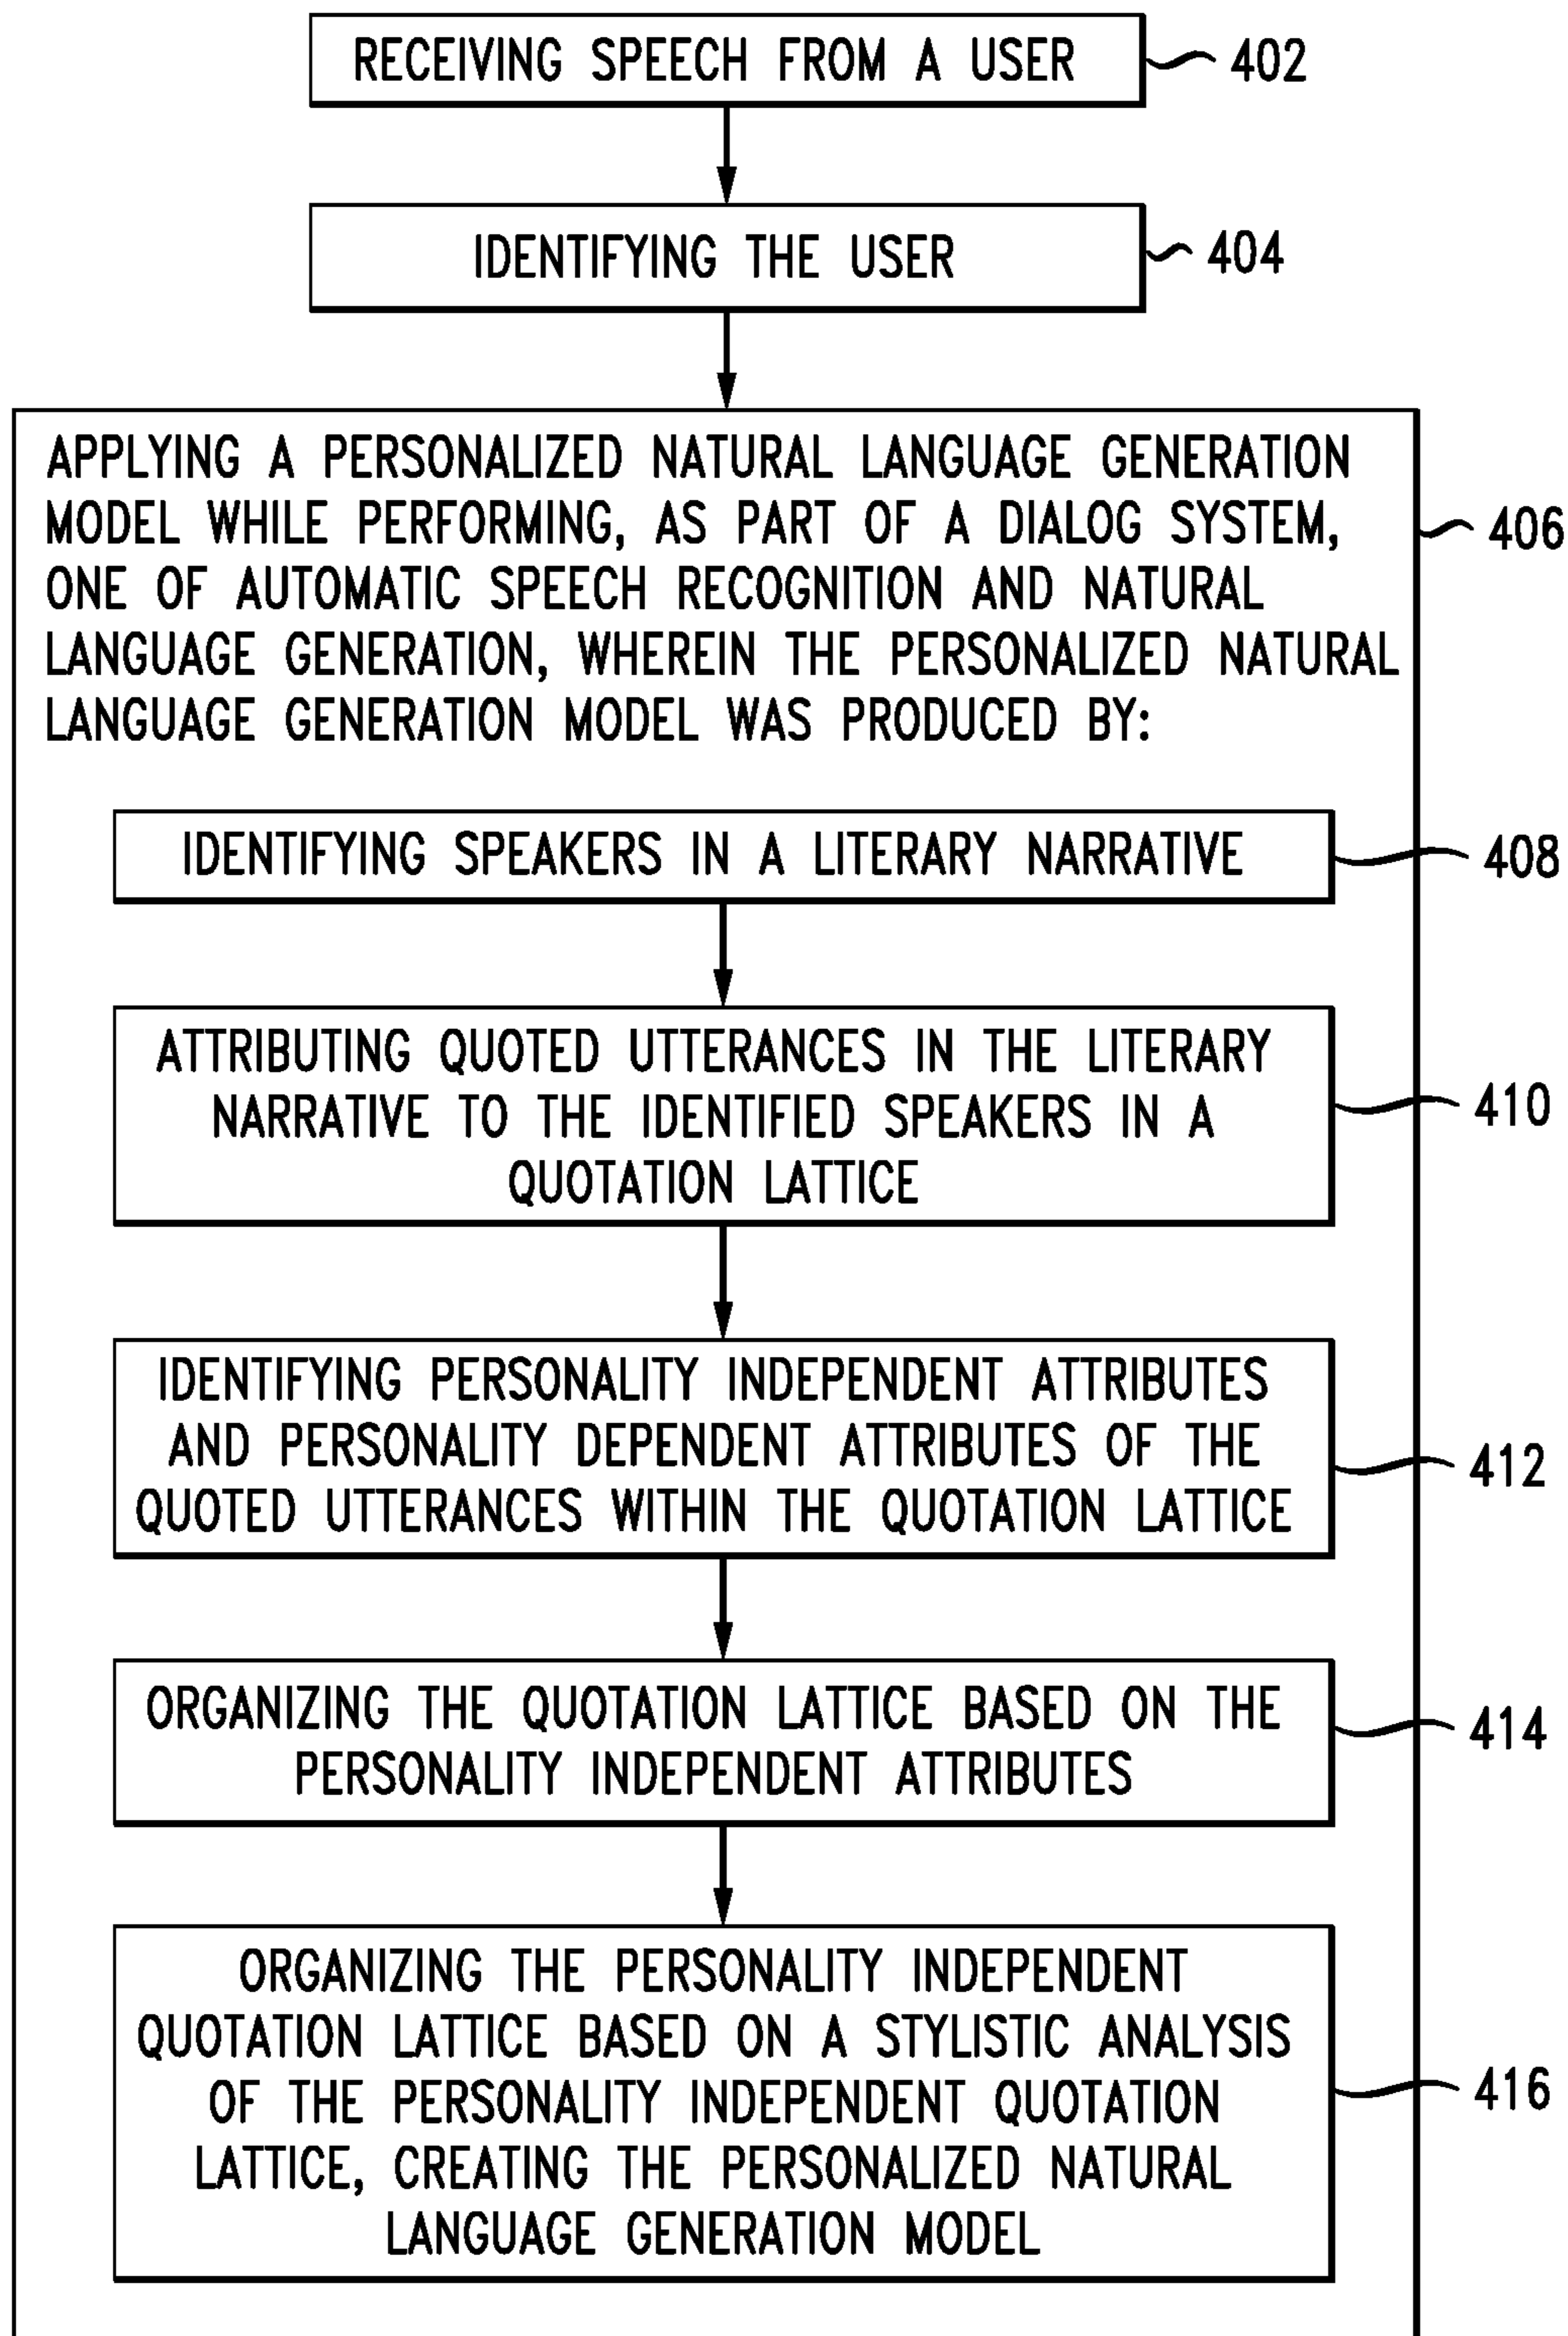 RECEIVING SPEECH FROM A USER
402
IDENTIFYING THE USER
404
APPLYING A PERSONALIZED NATURAL LANGUAGE GENERATION
MODEL WHILE PERFORMING, AS PART OF A DIALOG SYSTEM,
ONE OF AUTOMATIC SPEECH RECOGNITION AND NATURAL
LANGUAGE GENERATION, WHEREIN THE PERSONALIZED NATURAL
LANGUAGE GENERATION MODEL WAS PRODUCED BY:
406
IDENTIFYING SPEAKERS IN A LITERARY NARRATIVE
408
ATTRIBUTING QUOTED UTTERANCES IN THE LITERARY
NARRATIVE TO THE IDENTIFIED SPEAKERS IN A
QUOTATION LATTICE
410
IDENTIFYING PERSONALITY INDEPENDENT ATTRIBUTES
AND PERSONALITY DEPENDENT ATTRIBUTES OF THE
QUOTED UTTERANCES WITHIN THE QUOTATION LATTICE
412
ORGANIZING THE QUOTATION LATTICE BASED ON THE
PERSONALITY INDEPENDENT ATTRIBUTES
414
ORGANIZING THE PERSONALITY INDEPENDENT
QUOTATION LATTICE BASED ON A STYLISTIC ANALYSIS
OF THE PERSONALITY INDEPENDENT QUOTATION
LATTICE, CREATING THE PERSONALIZED NATURAL
LANGUAGE GENERATION MODEL
416